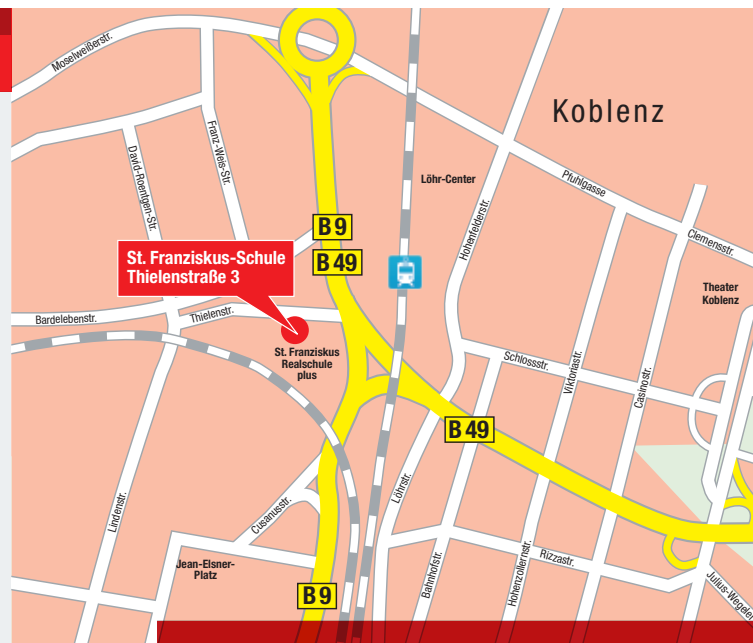 Moselweißerstr.
Koblenz
Franz-Weis-Str.
David-Roentgen-Str.
Löhr-Center
Hohenfelderstr.
Pfuhlgasse
Clemensstr.
B 9
B 49
St. Franziskus-Schule
Thielenstraße 3
Theater
Koblenz
Bardelebenstr.
Thielenstr.
St. Franziskus
Realschule
plus
Schlossstr.
Viktoriastr.
Casinostr.
B 49
Lindenstr.
Cusanusstr.
Löhrstr.
Jean-Elsner-
Platz
B 9
Bahnhofstr.
Hohenzollernstr.
Rizzastr.
Julius-Wegeler